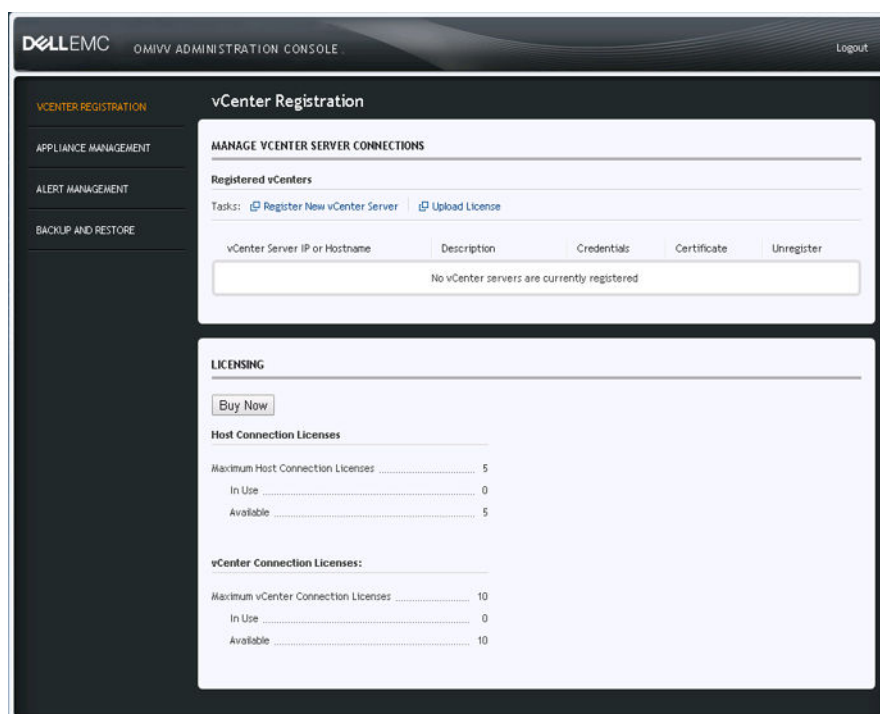 DELLEMC OMIVV ADMINISTRATION CONSOLE Logout
VCENTER REGISTRATION
APPLIANCE MANAGEMENT
ALERT MANAGEMENT
BACKUP AND RESTORE
vCenter Registration
MANAGE VCENTER SERVER CONNECTIONS
Registered vCenters
Tasks: Register New vCenter Server Upload License
vCenter Server IP or Hostname Description Credentials Certificate Unregister
No vCenter servers are currently registered
LICENSING
Buy Now
Host Connection Licenses
Maximum Host Connection Licenses 5
In Use 0
Available 5
vCenter Connection Licenses:
Maximum vCenter Connection Licenses 10
In Use 0
Available 10